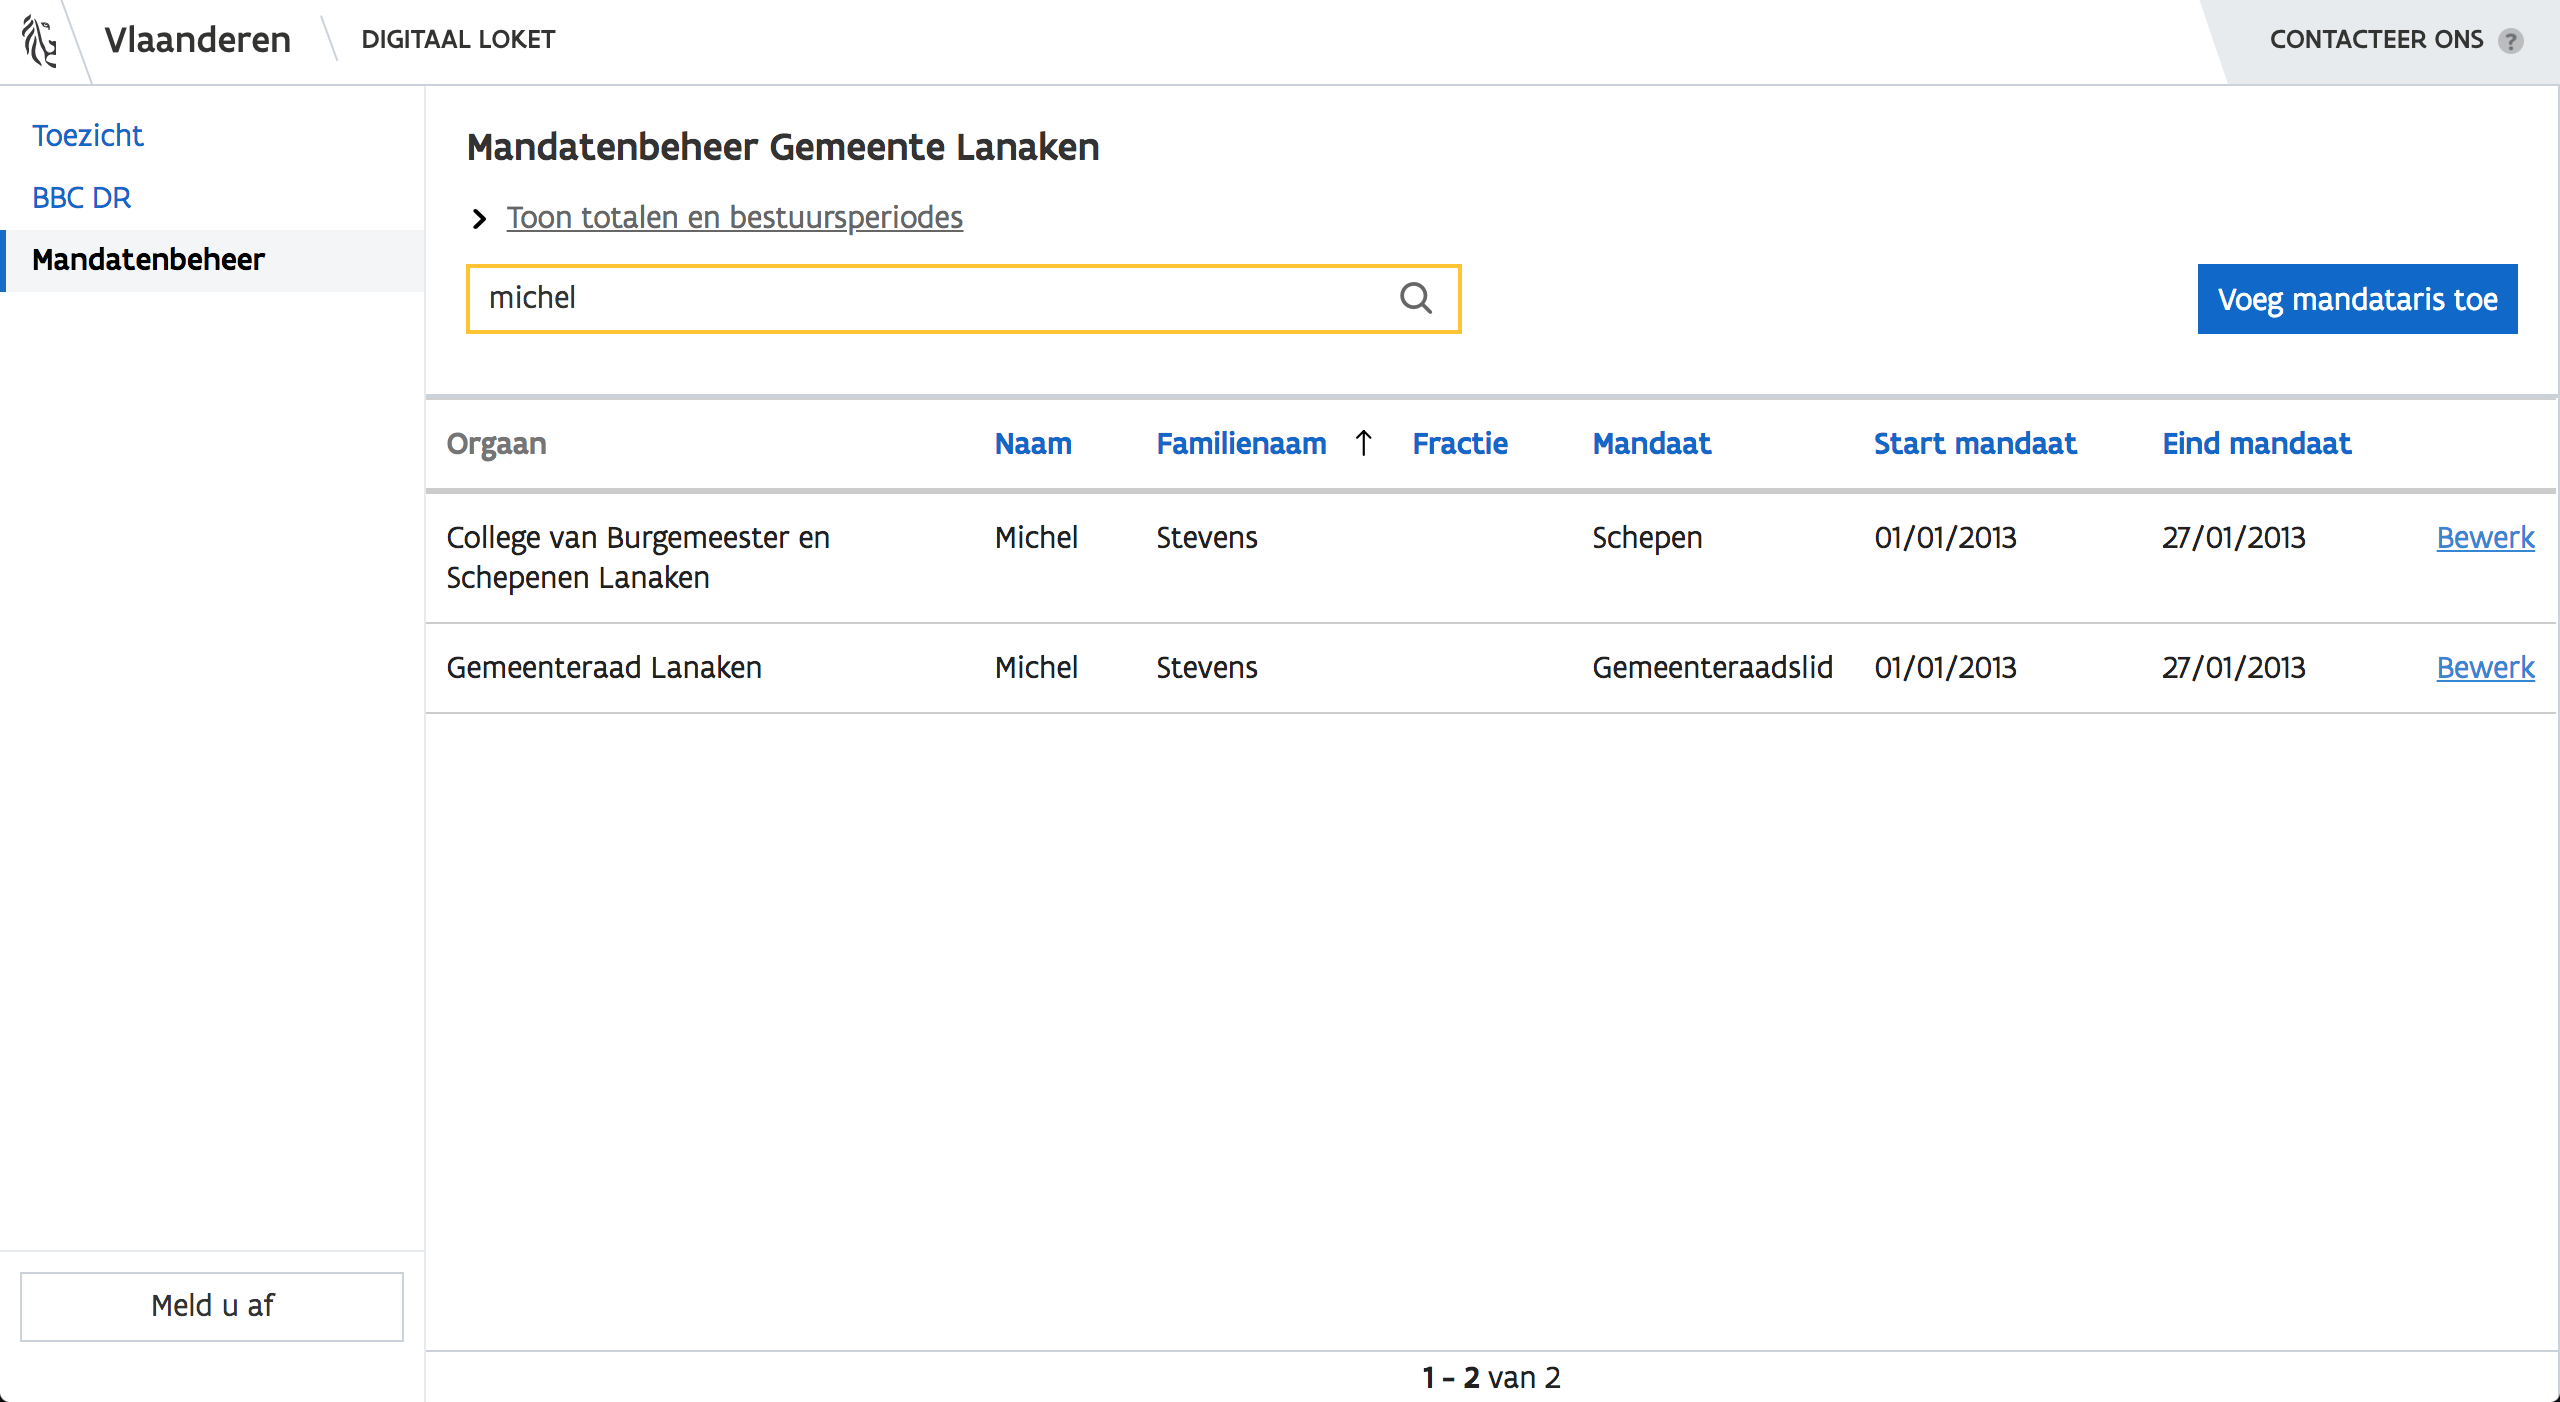 Vlaanderen
DIGITAAL LOKET
CONTACTEER ONS ?
Toezicht
BBC DR
Mandatenbeheer
Mandatenbeheer Gemeente Lanaken
Toon totalen en bestuursperiodes
michel
Voeg mandataris toe
Orgaan Naam Familienaam ↑ Fractie Mandaat Start mandaat Eind mandaat
College van Burgemeester en Michel Stevens Schepen 01/01/2013 27/01/2013 Bewerk
Schepenen Lanaken
Gemeenteraad Lanaken Michel Stevens Gemeenteraadslid 01/01/2013 27/01/2013 Bewerk
Meld u af
1 - 2 van 2